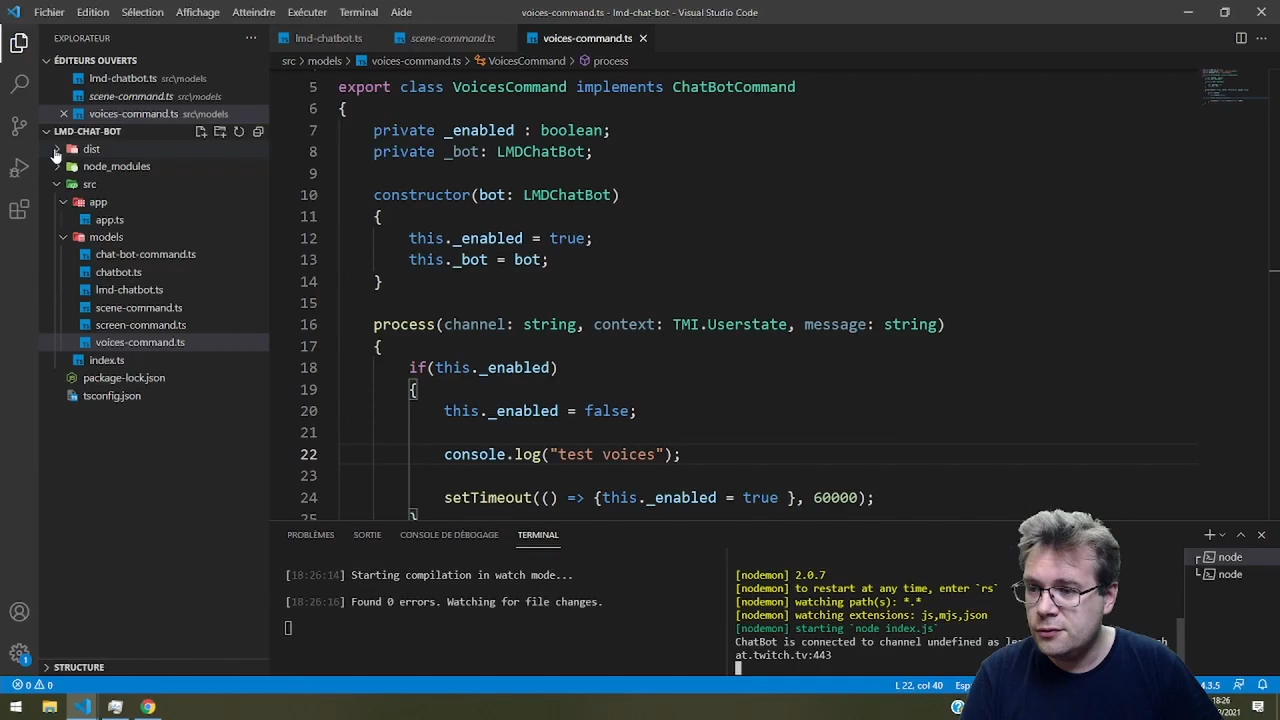 Fichier Edition Sélection Affichage Atteindre Exécuter Terminal Aide
voices-command.ts - lmd-chat-bot - Visual Studio Code
EXPLORATEUR
ÉDITEURS OUVERTS
lmd-chatbot.ts src\models
scene-command.ts src\models
voices-command.ts src\models
LMD-CHAT-BOT
dist
node_modules
src
app
app.ts
models
chat-bot-command.ts
chatbot.ts
lmd-chatbot.ts
scene-command.ts
screen-command.ts
voices-command.ts
index.ts
package-lock.json
tsconfig.json
STRUCTURE
lmd-chatbot.ts scene-command.ts voices-command.ts
src > models > voices-command.ts > VoicesCommand > process
5 export class VoicesCommand implements ChatBotCommand
6 {
7 private _enabled : boolean;
8 private _bot: LMDChatBot;
9
10 constructor(bot: LMDChatBot)
11 {
12 this._enabled = true;
13 this._bot = bot;
14 }
15
16 process(channel: string, context: TMI.Userstate, message: string)
17 {
18 if(this._enabled)
19 {
20 this._enabled = false;
21
22 console.log("test voices");
23
24 setTimeout(() => {this._enabled = true }, 60000);
25 }
PROBLÈMES SORTIE CONSOLE DE DÉBOGAGE TERMINAL
[18:26:14] Starting compilation in watch mode...
[18:26:16] Found 0 errors. Watching for file changes.
[nodemon] 2.0.7
[nodemon] to restart at any time, enter `rs`
[nodemon] watching path(s): *.*
[nodemon] watching extensions: js,mjs,json
[nodemon] starting `node index.js`
ChatBot is connected to channel undefined as
at.twitch.tv:443
node
node
0 0
L 22, col 40
4.3.5
1
18:26